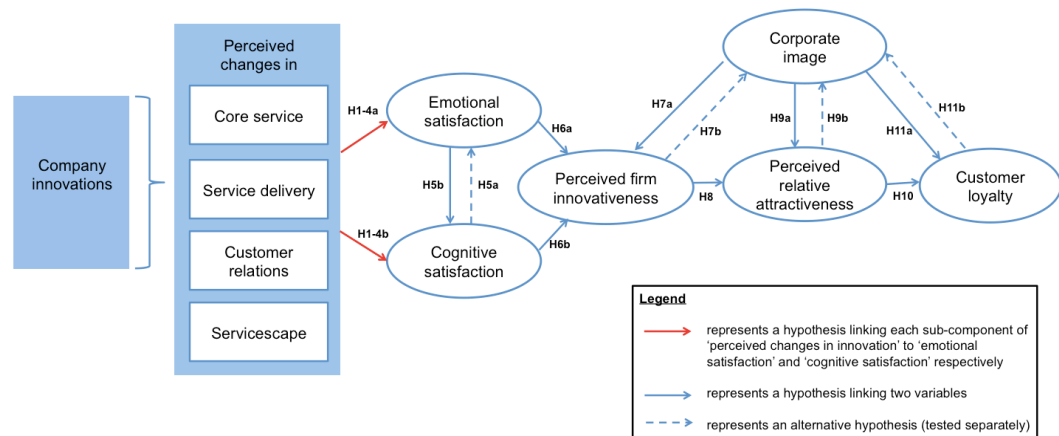 Perceived
changes in
Core service
Service delivery
Customer
relations
Servicescape
Company
innovations
H1-4a
H1-4b
Emotional
satisfaction
H5b
H5a
Cognitive
satisfaction
H6a
H6b
Perceived firm
innovativeness
H7a
H7b
H8
Corporate
image
H9a
H9b
Perceived
relative
attractiveness
H10
H11a
H11b
Customer
loyalty
Legend
represents a hypothesis linking each sub-component of
‘perceived changes in innovation’ to ‘emotional
satisfaction’ and ‘cognitive satisfaction’ respectively
represents a hypothesis linking two variables
represents an alternative hypothesis (tested separately)